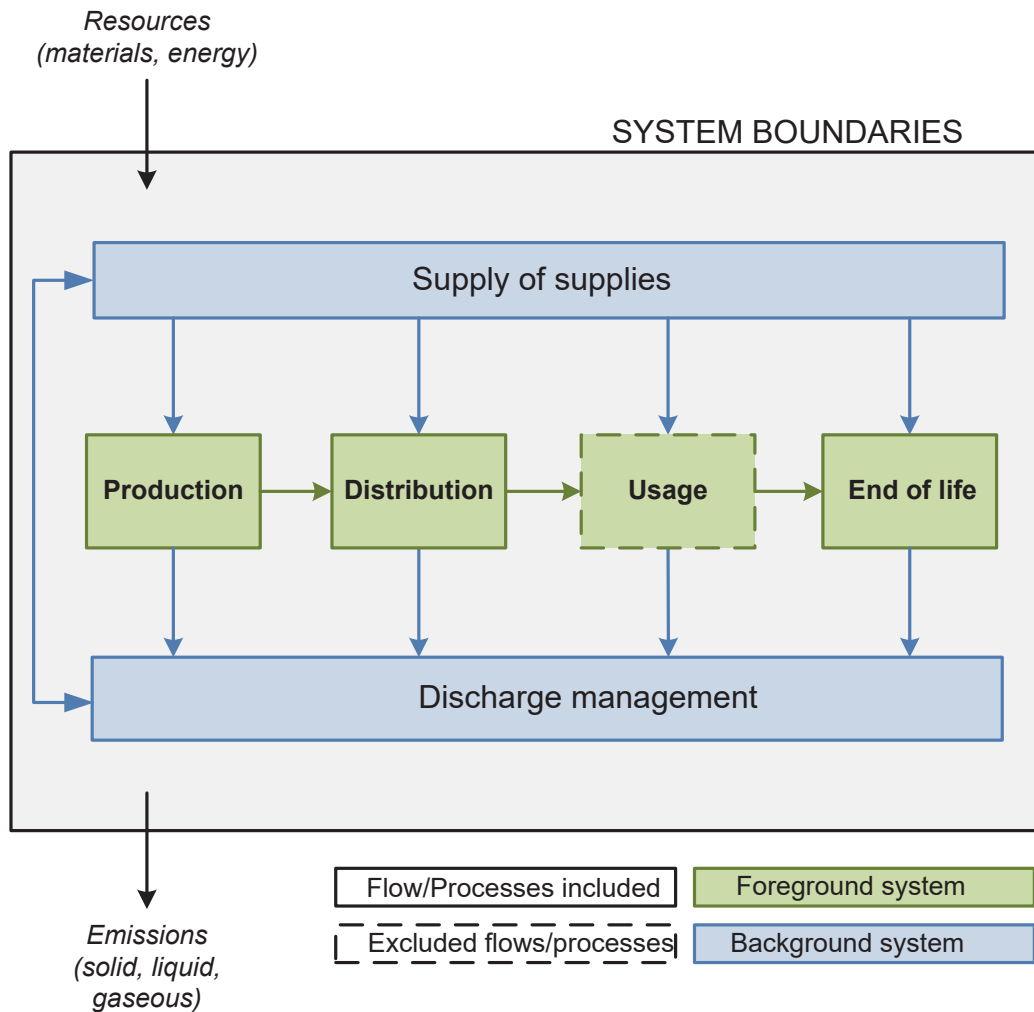 Resources
(materials, energy)
SYSTEM BOUNDARIES
Supply of supplies
Production
Distribution
Usage
End of life
Discharge management
Flow/Processes included
Foreground system
Excluded flows/processes
Background system
Emissions
(solid, liquid,
gaseous)